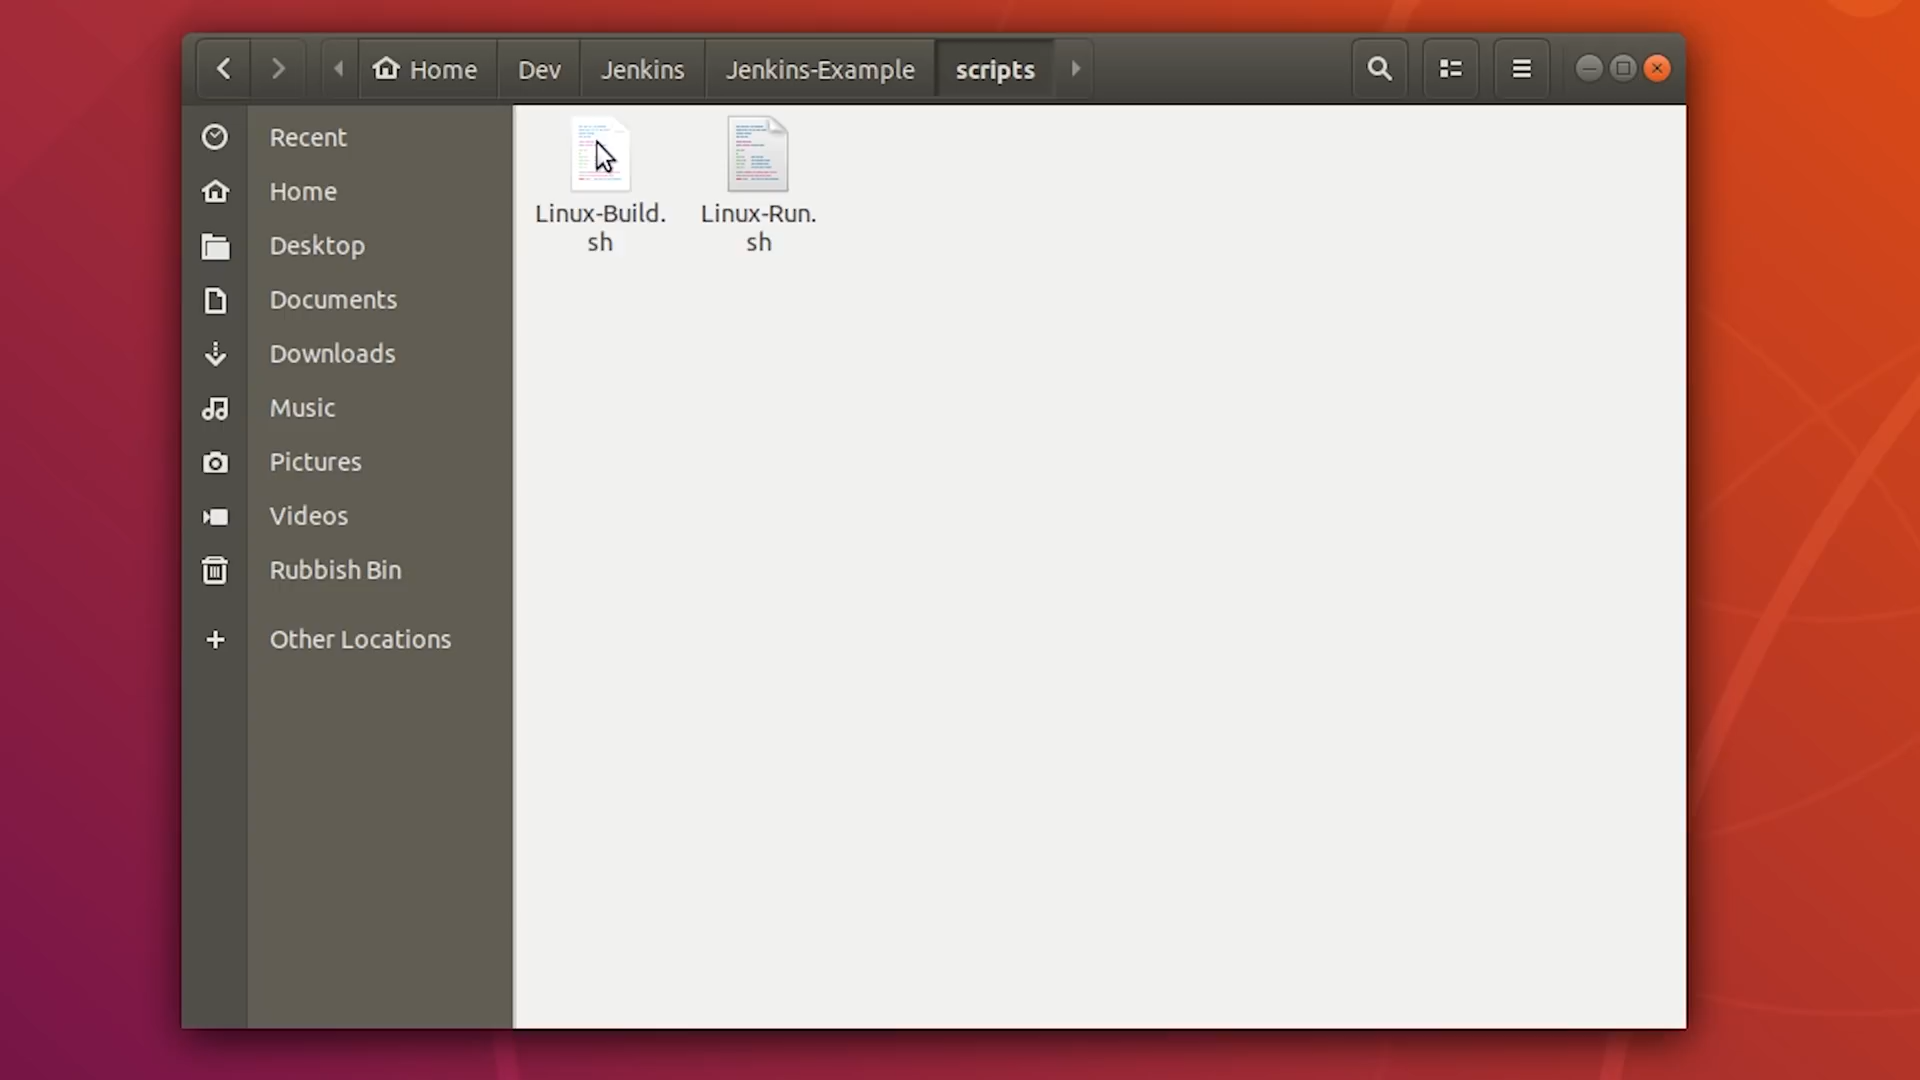 Home Dev Jenkins Jenkins-Example scripts
Recent
Home
Desktop
Documents
Downloads
Music
Pictures
Videos
Rubbish Bin
Other Locations
Linux-Build.
sh
Linux-Run.
sh